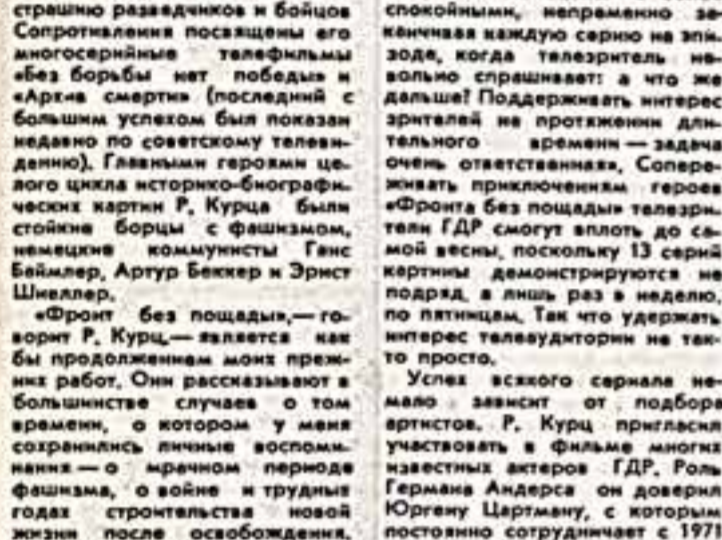 страшию разведчиков и бойцов
Сопротивления посвящены его
многосерийные телефильмы
«Без борьбы нет победы» и
«Архив смерти» (последний с
большим успехом был показан
недавно по советскому телеви-
дению). Главными героями це-
лого цикла историко-биографи-
ческих картин Р. Курца были
стойкие борцы с фашизмом,
немецкие коммунисты Ганс
Баймлер, Артур Беккер и Эрнст
Шнеллер.
«Фронт без пощады»,— го-
ворит Р. Курц,— является как
бы продолжением моих преж-
них работ. Они рассказывают в
большинстве случаев о том
времени, о котором у меня
сохранились личные воспоми-
нания — о мрачном периоде
фашизма, о войне и трудных
годах строительства новой
жизни после освобождения.
спокойными, непременно за-
канчивая каждую серию на эпи-
зоде, когда телезритель не-
вольно спрашивает: а что же
дальше? Поддерживать интерес
зрителей на протяжении дли-
тельного времени — задача
очень ответственная». Сопере-
живать приключениям героев
«Фронта без пощады» телезри-
тели ГДР смогут вплоть до са-
мой весны, поскольку 13 серий
картины демонстрируются не
подряд, а лишь раз в неделю,
по пятницам. Так что удержать
интерес телеаудитории не так-
то просто.
Успех всякого сериала не-
мало зависит от подбора
артистов. Р. Курц пригласил
участвовать в фильме многих
известных актеров ГДР. Роль
Германа Андерса он доверил
Юргену Цартману, с которым
постоянно сотрудничает с 1971